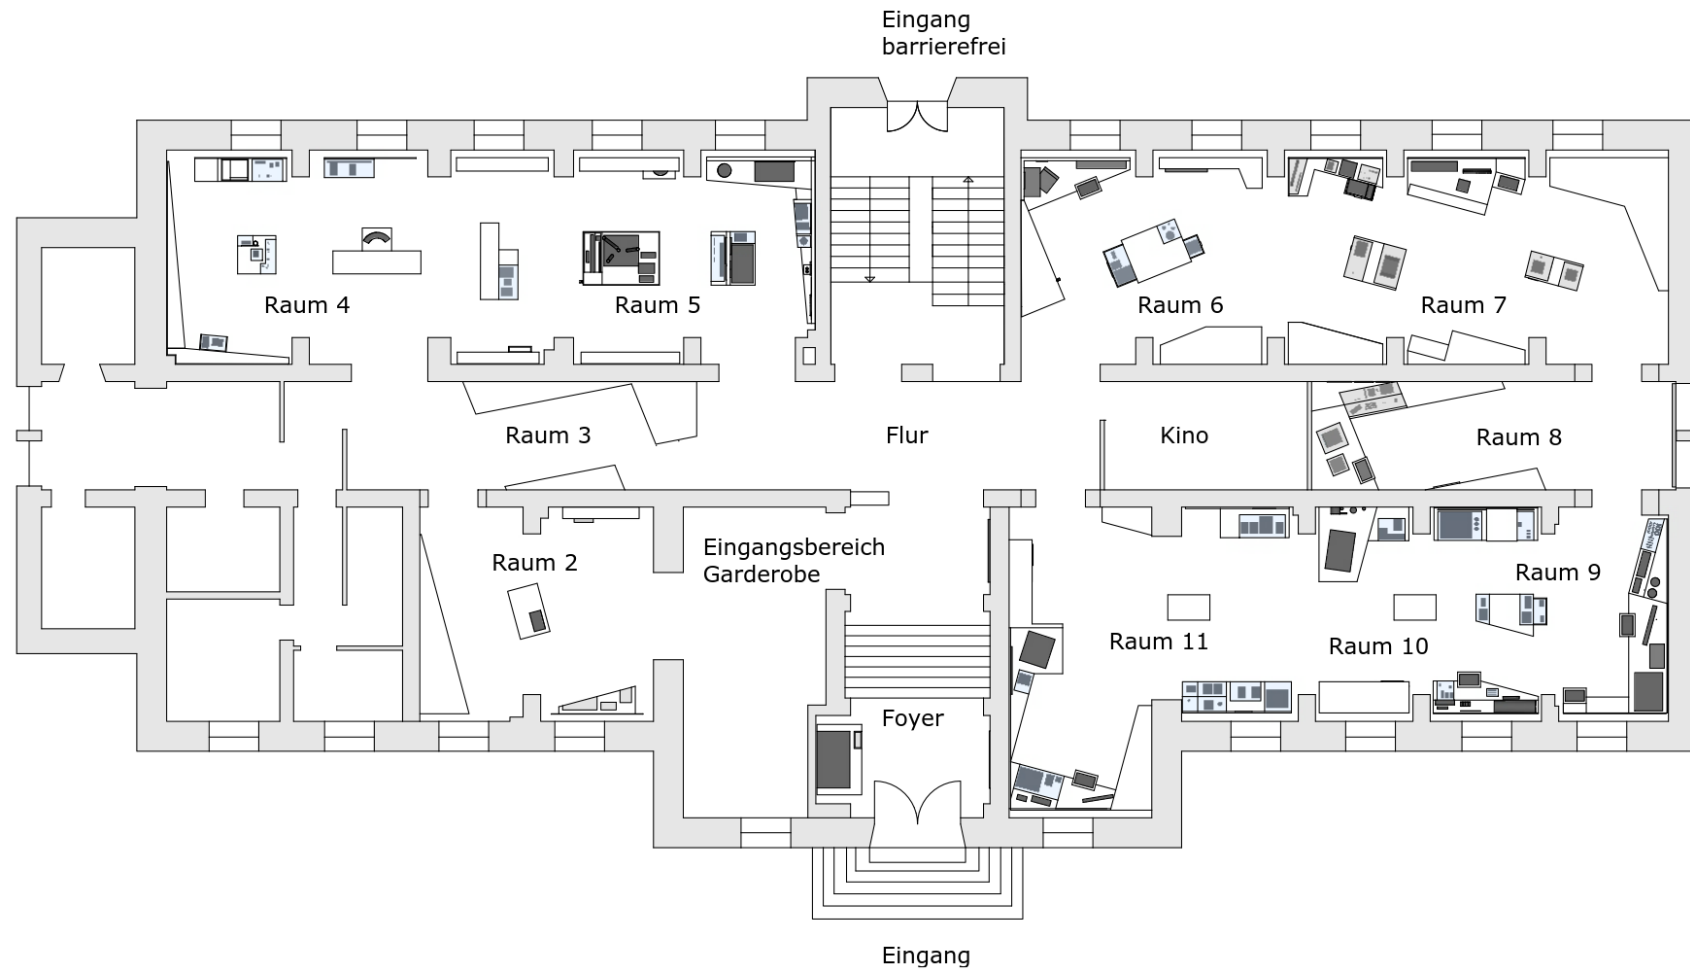 Eingang
barrierefrei
Raum 4
Raum 5
Raum 6
Raum 7
Raum 3
Flur
Kino
Raum 8
Raum 2
Eingangsbereich
Garderobe
Raum 9
Raum 11
Raum 10
Foyer
Eingang